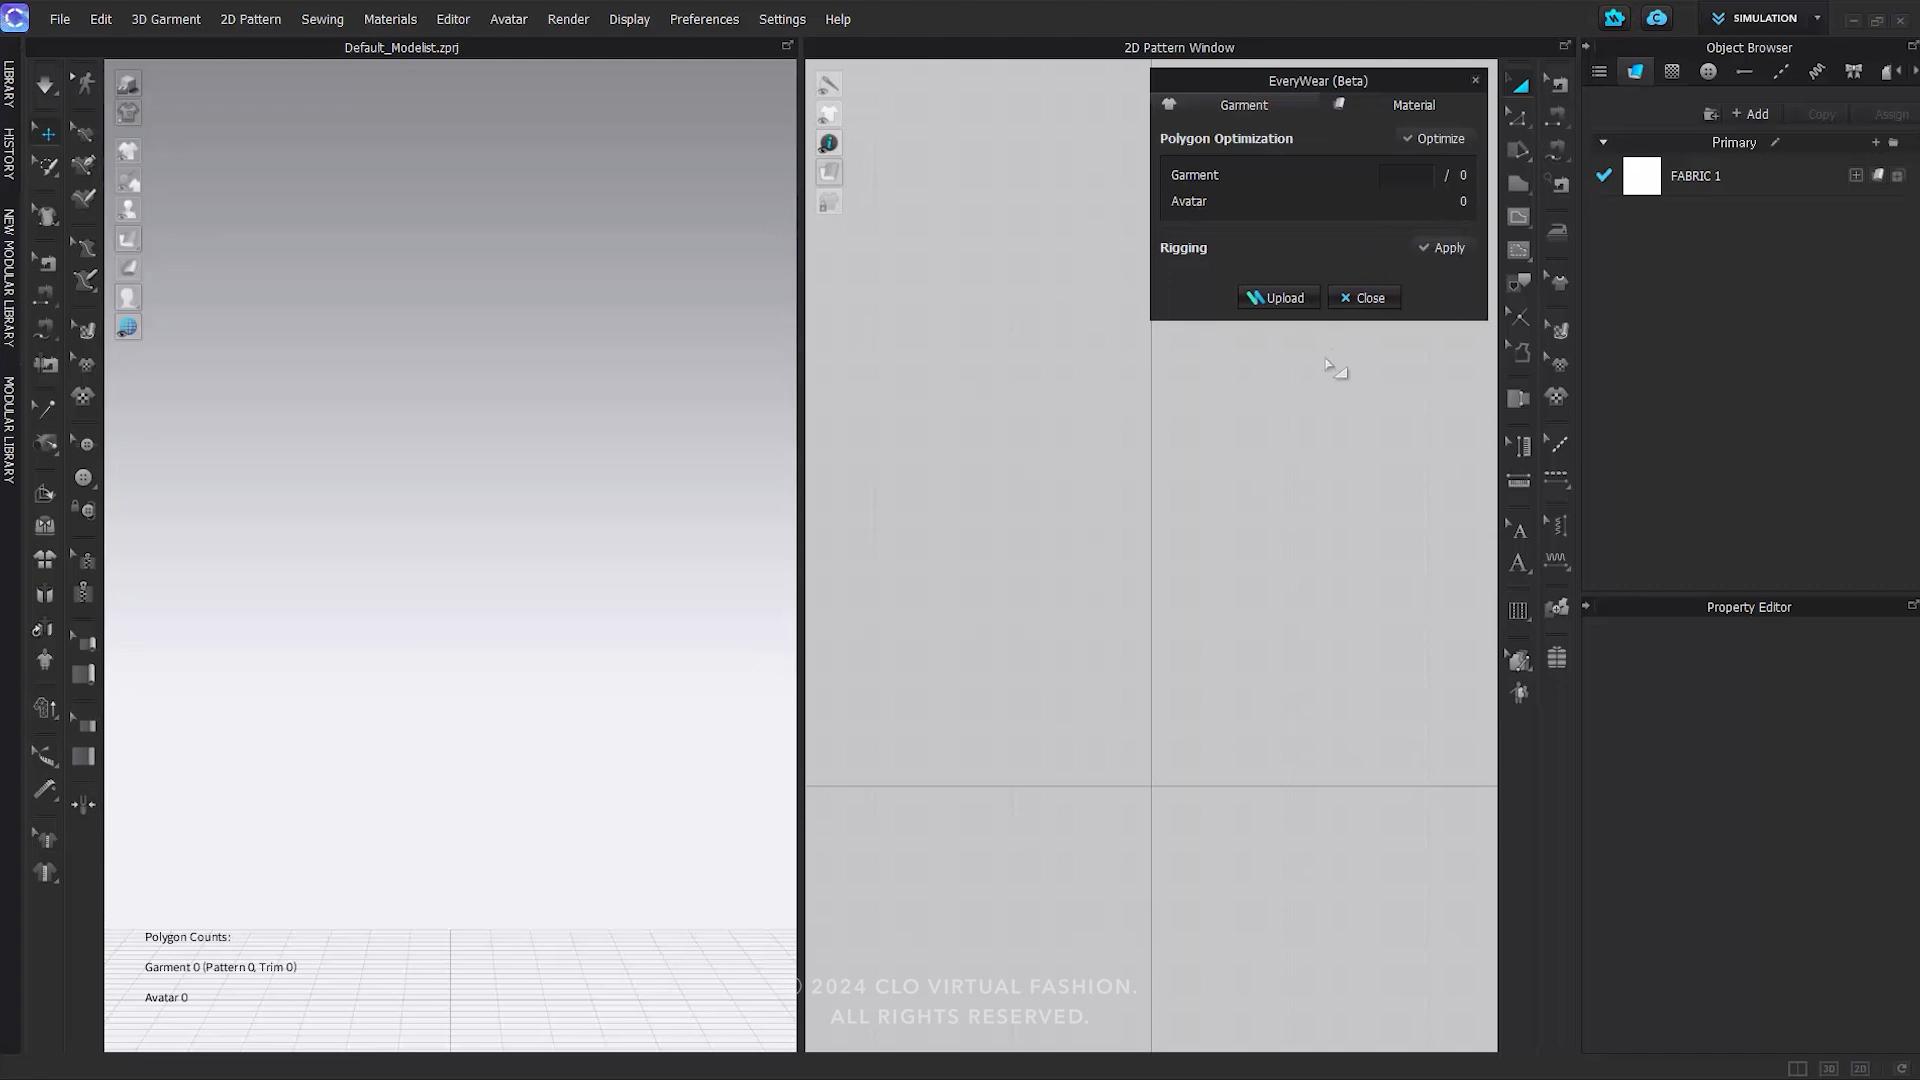 File Edit 3D Garment 2D Pattern Sewing Materials Editor Avatar Render Display Preferences Settings Help
SIMULATION
Default_Modelist.zprj
2D Pattern Window
Object Browser
LIBRARY
HISTORY
NEW MODULAR LIBRARY
MODULAR LIBRARY
EveryWear (Beta)
Garment
Material
Polygon Optimization
Optimize
Garment / 0
Avatar 0
Rigging
Apply
Upload
Close
+ Add
Copy
Assign
Primary
FABRIC 1
Property Editor
Polygon Counts:
Garment 0 (Pattern 0, Trim 0)
Avatar 0
© 2024 CLO VIRTUAL FASHION.
ALL RIGHTS RESERVED.
3D
2D